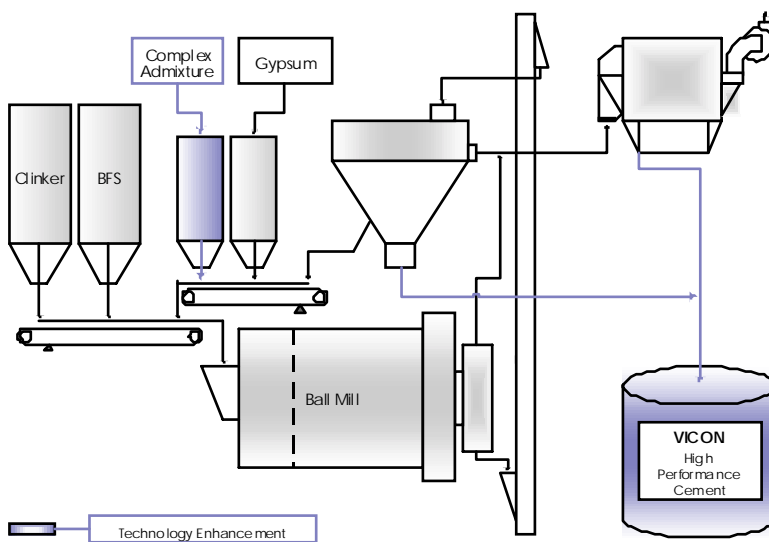 Complex
Admixture
Gypsum
Clinker
BFS
Ball Mill
VICON
High
Performance
Cement
Technology Enhancement